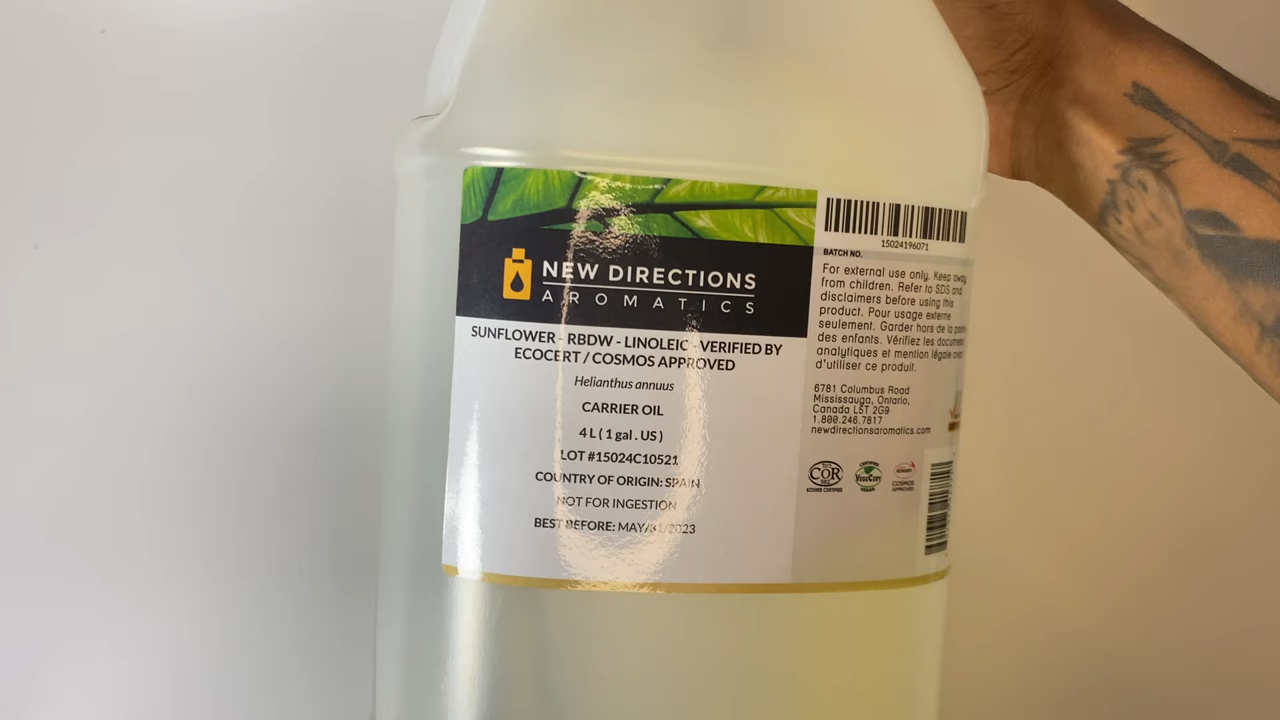 NEW DIRECTIONS
AROMATICS
SUNFLOWER - RBDW - LINOLEIC - VERIFIED BY
ECOCERT / COSMOS APPROVED
Helianthus annuus
CARRIER OIL
4 L ( 1 gal . US )
LOT #15024C10521
COUNTRY OF ORIGIN: SPAIN
NOT FOR INGESTION
BEST BEFORE: MAY/31/2023
15024196071
BATCH NO.
For external use only. Keep away
from children. Refer to SDS and
disclaimers before using this
product. Pour usage externe
seulement. Garder hors de la
des enfants. Vérifiez les
analytiques et mention légale
d'utiliser ce produit.
6781 Columbus Road
Mississauga, Ontario,
Canada L5T 2G9
1.800.246.7817
newdirectionsaromatics.com
COR
KOSHER CERTIFIED
CERTIFIED
VegeCert
VEGAN
COSMOS
APPROVED